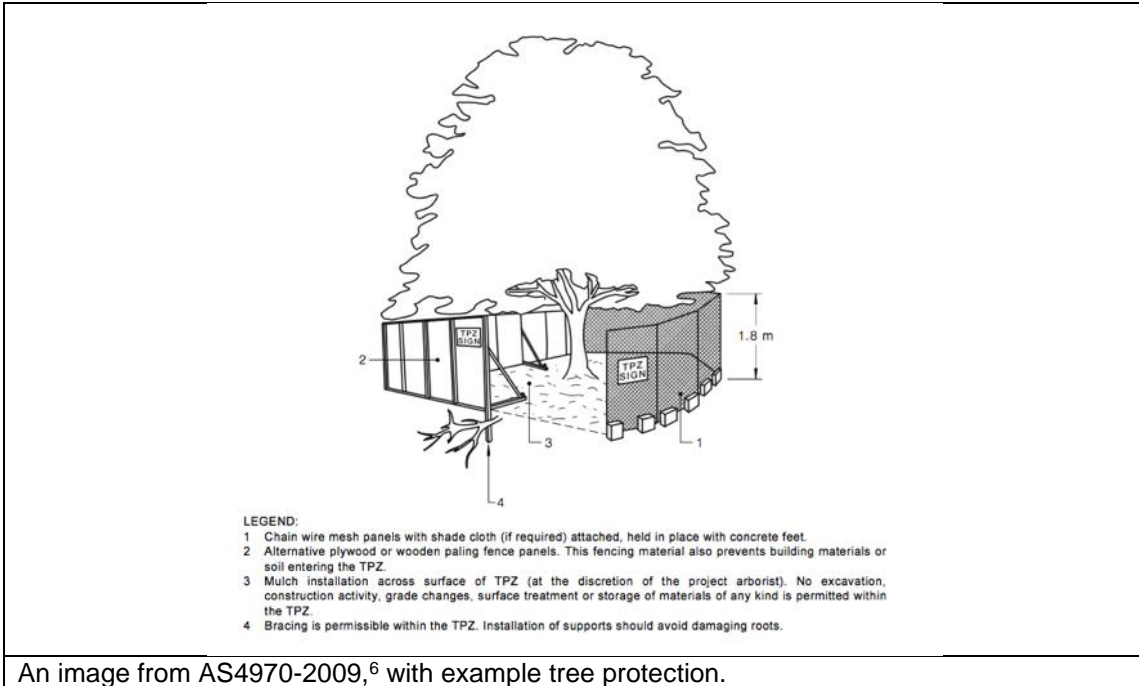 TPZ
SIGN
1.8 m
2
TPZ
SIGN
3
1
4
LEGEND:
1 Chain wire mesh panels with shade cloth (if required) attached, held in place with concrete feet.
2 Alternative plywood or wooden paling fence panels. This fencing material also prevents building materials or
soil entering the TPZ.
3 Mulch installation across surface of TPZ (at the discretion of the project arborist). No excavation,
construction activity, grade changes, surface treatment or storage of materials of any kind is permitted within
the TPZ.
4 Bracing is permissible within the TPZ. Installation of supports should avoid damaging roots.
An image from AS4970-2009,⁶ with example tree protection.